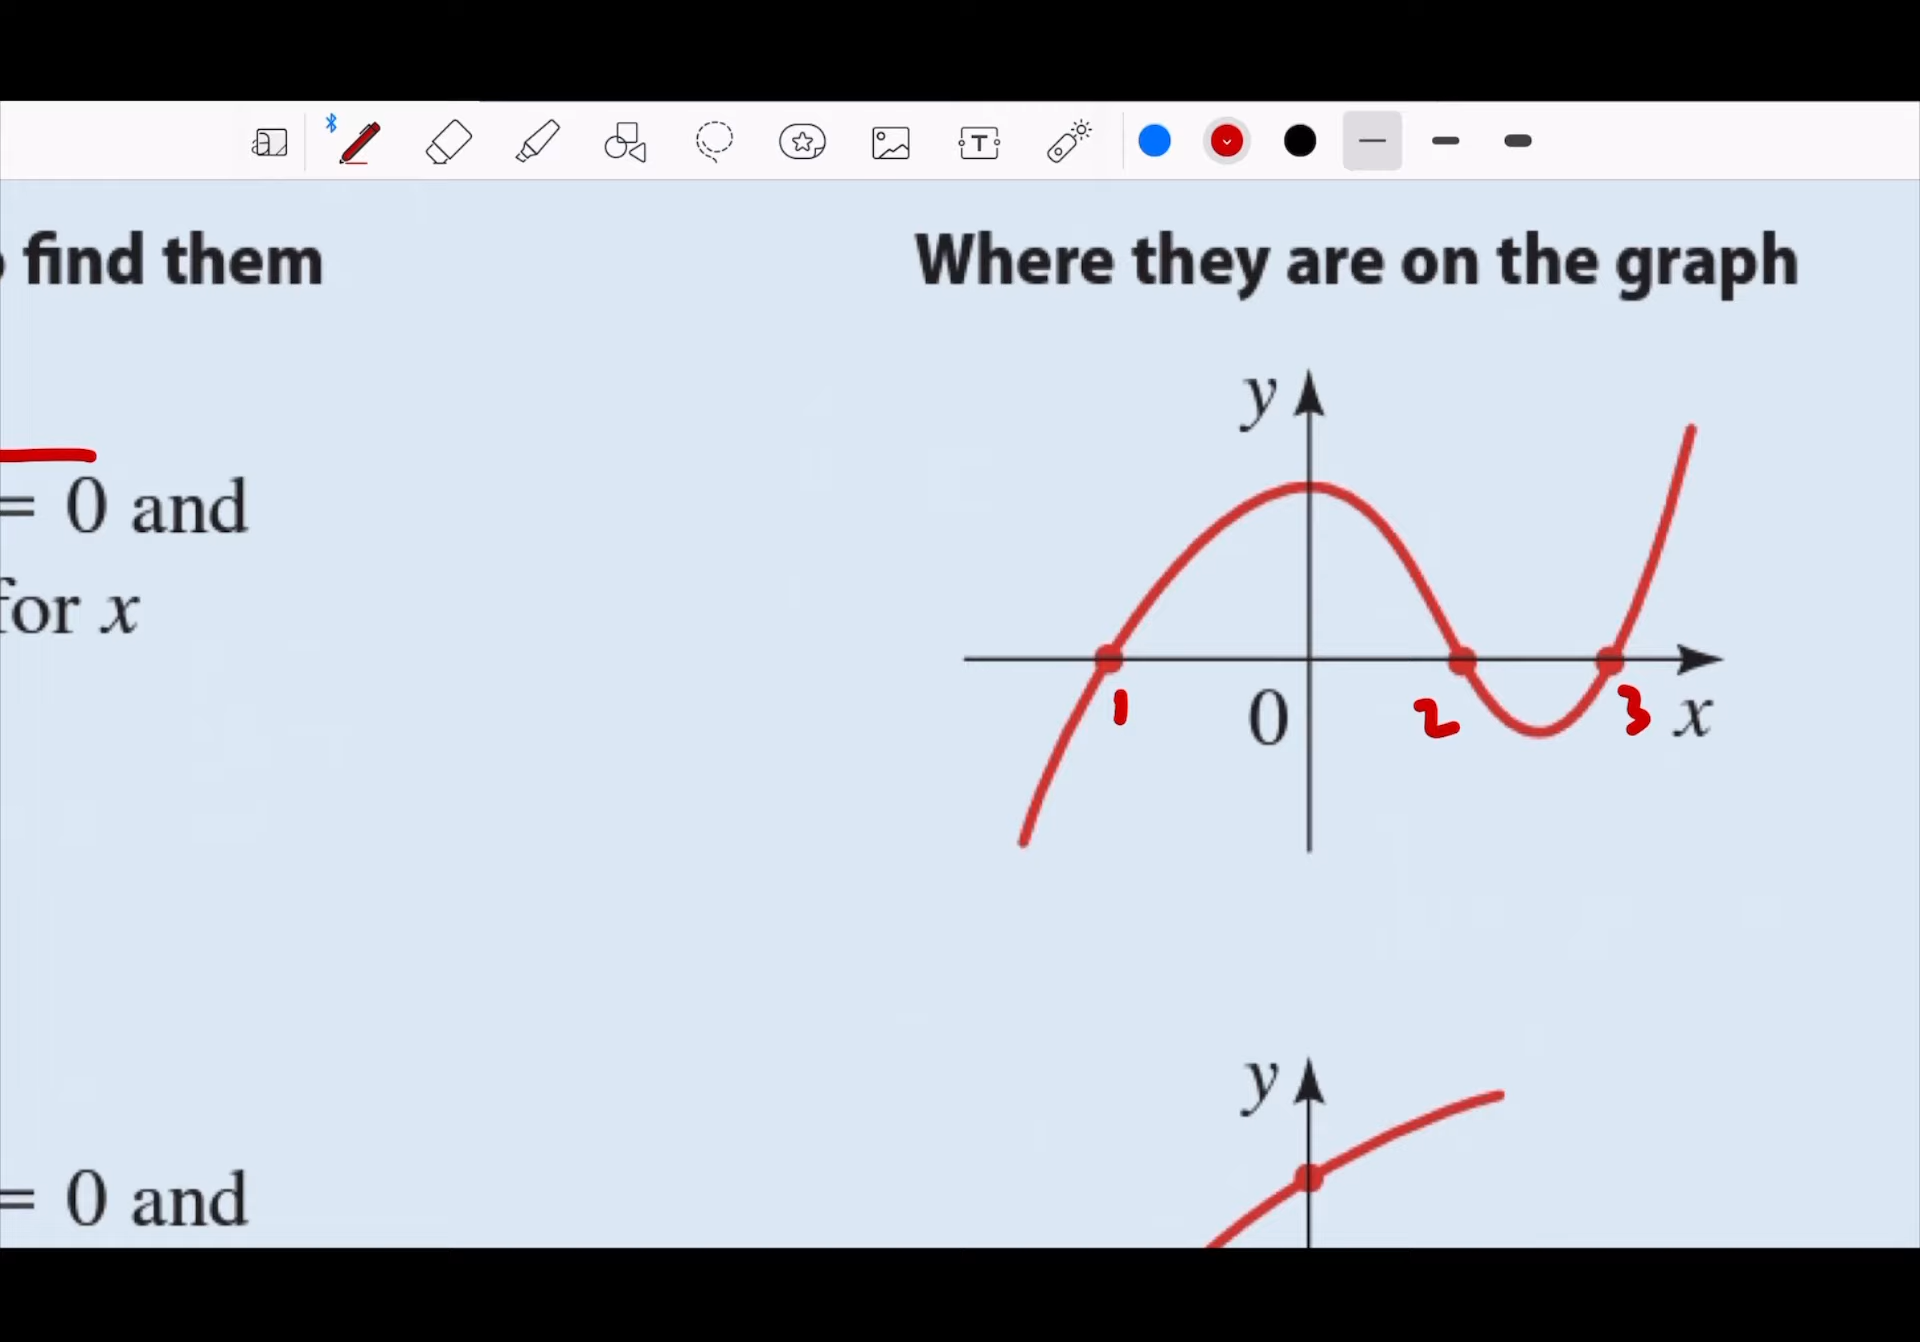 find them
Where they are on the graph
y
= 0 and
for x
1
0
2
3
x
y
= 0 and